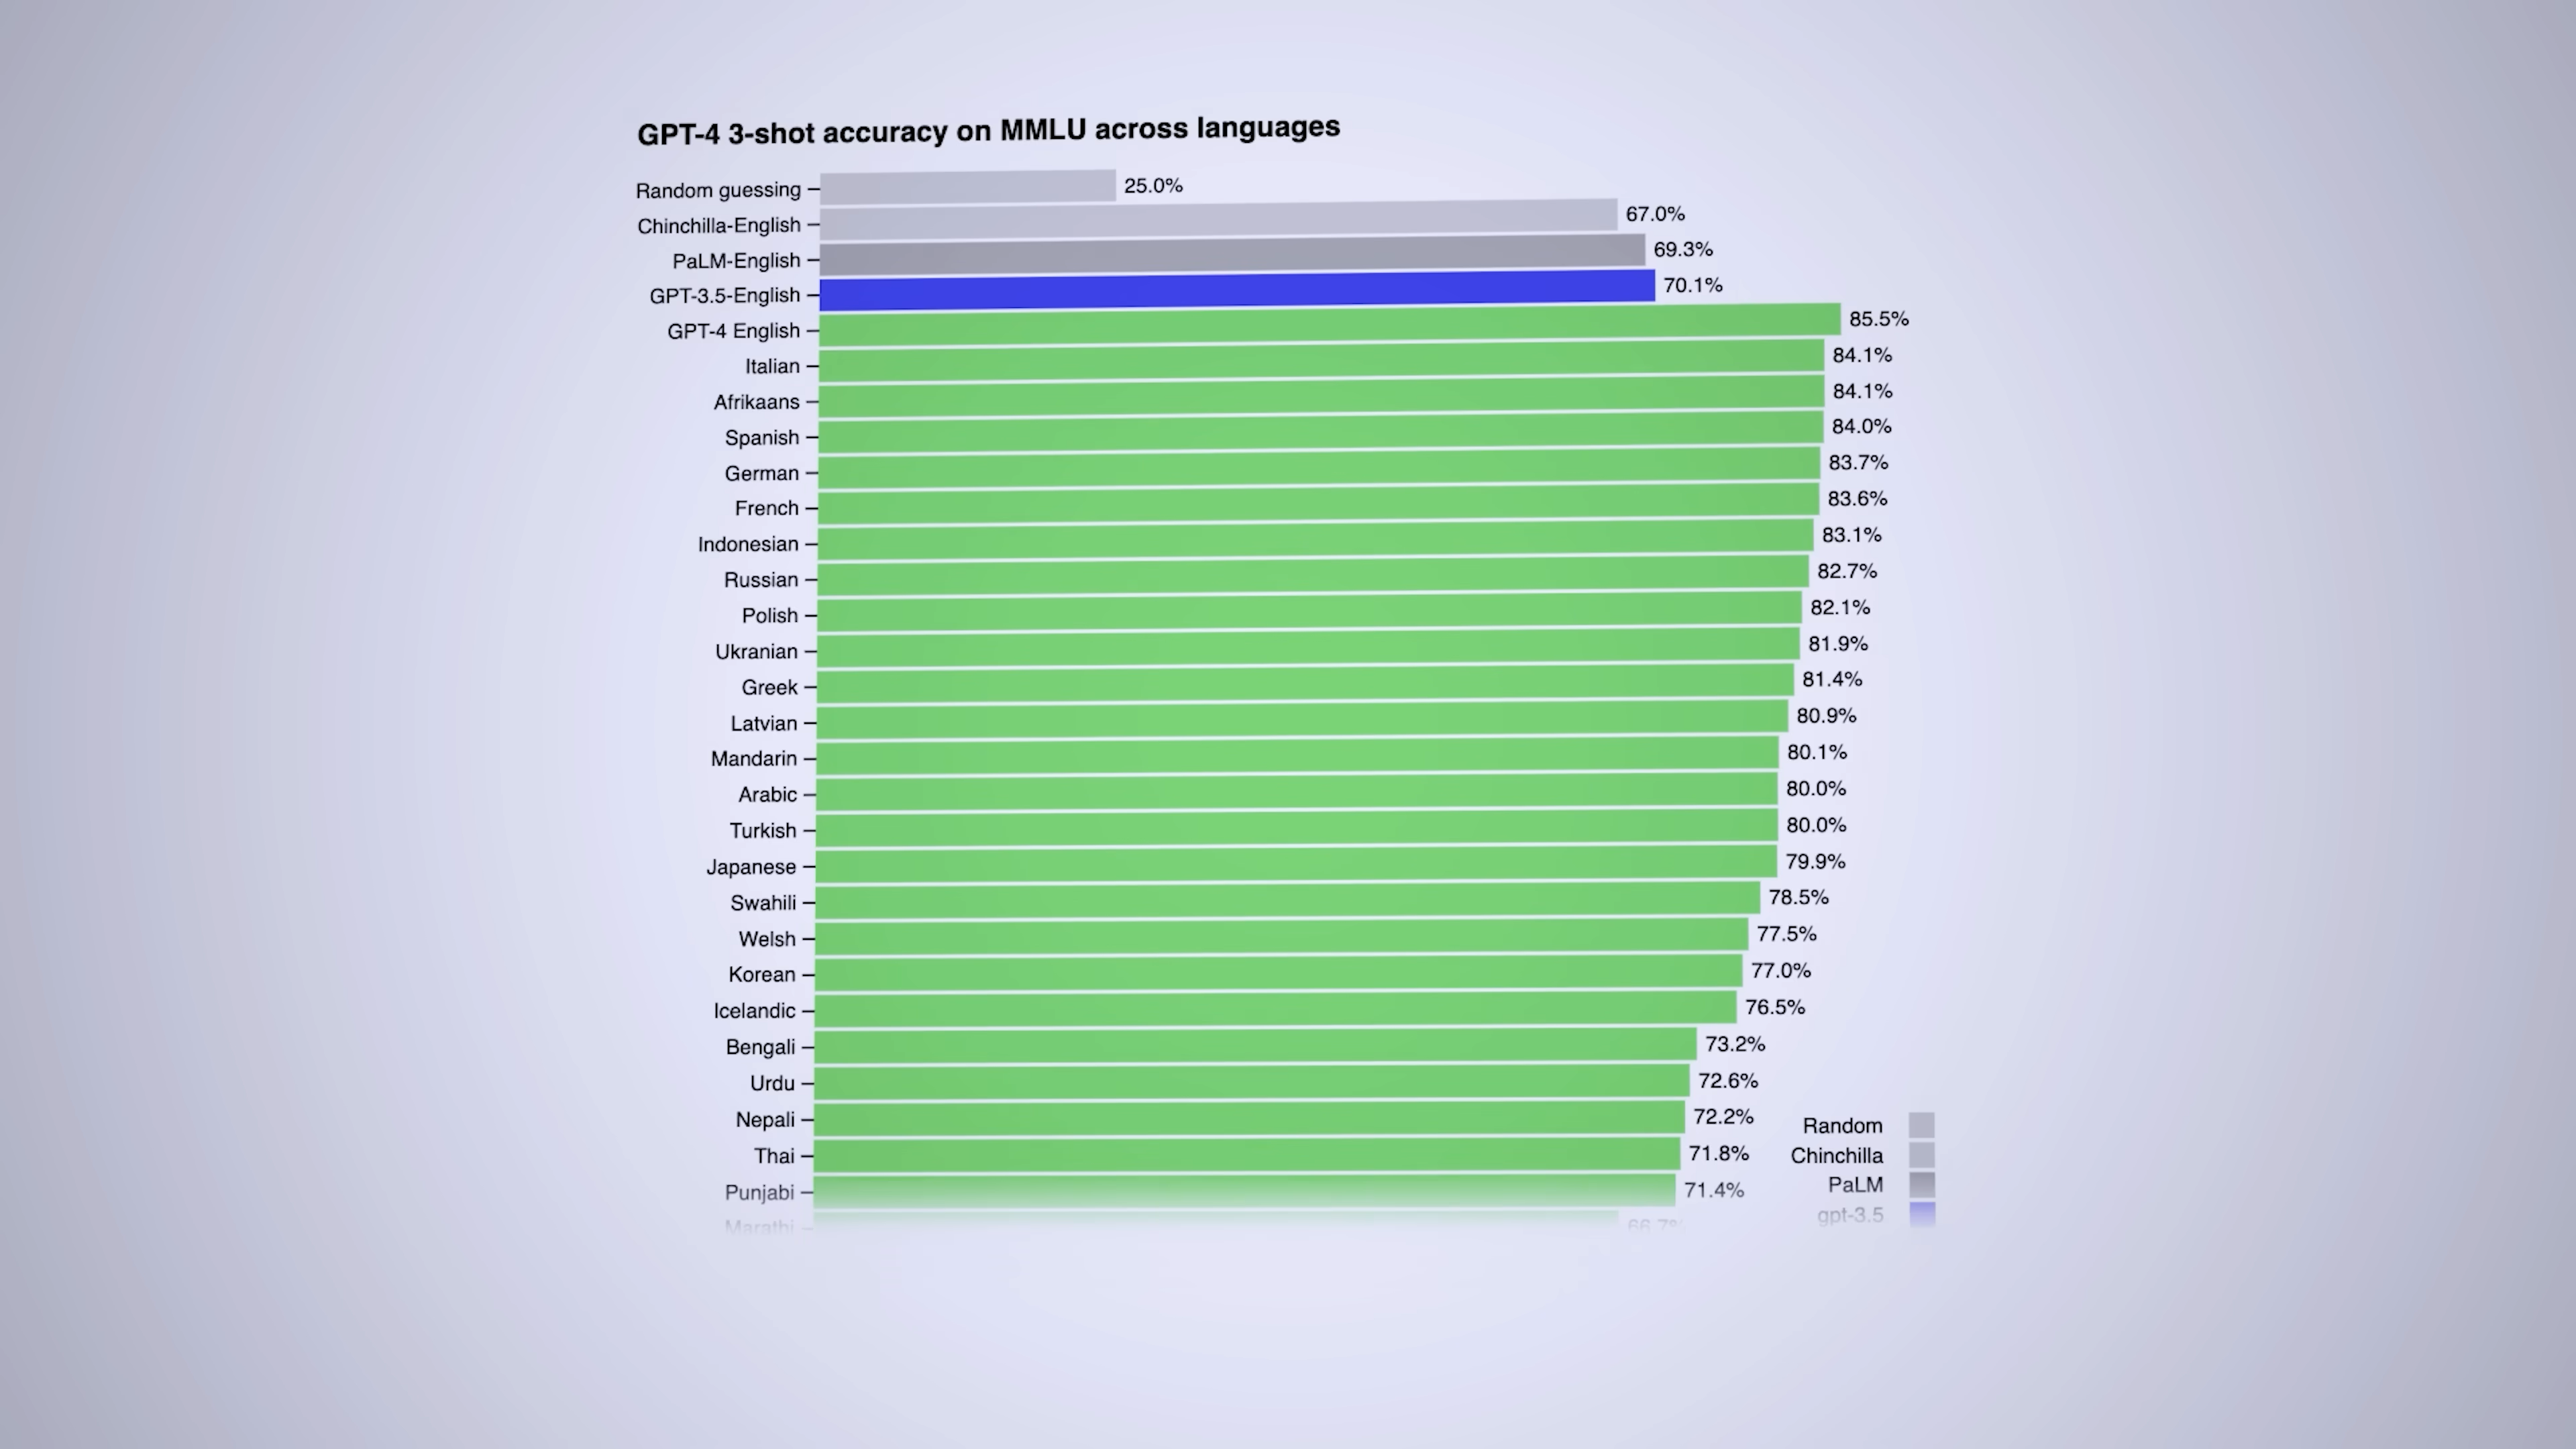 GPT-4 3-shot accuracy on MMLU across languages
Random guessing 25.0%
Chinchilla-English 67.0%
PaLM-English 69.3%
GPT-3.5-English 70.1%
GPT-4 English 85.5%
Italian 84.1%
Afrikaans 84.1%
Spanish 84.0%
German 83.7%
French 83.6%
Indonesian 83.1%
Russian 82.7%
Polish 82.1%
Ukranian 81.9%
Greek 81.4%
Latvian 80.9%
Mandarin 80.1%
Arabic 80.0%
Turkish 80.0%
Japanese 79.9%
Swahili 78.5%
Welsh 77.5%
Korean 77.0%
Icelandic 76.5%
Bengali 73.2%
Urdu 72.6%
Nepali 72.2%
Thai 71.8%
Punjabi 71.4%
Marathi 66.7%
Random
Chinchilla
PaLM
gpt-3.5